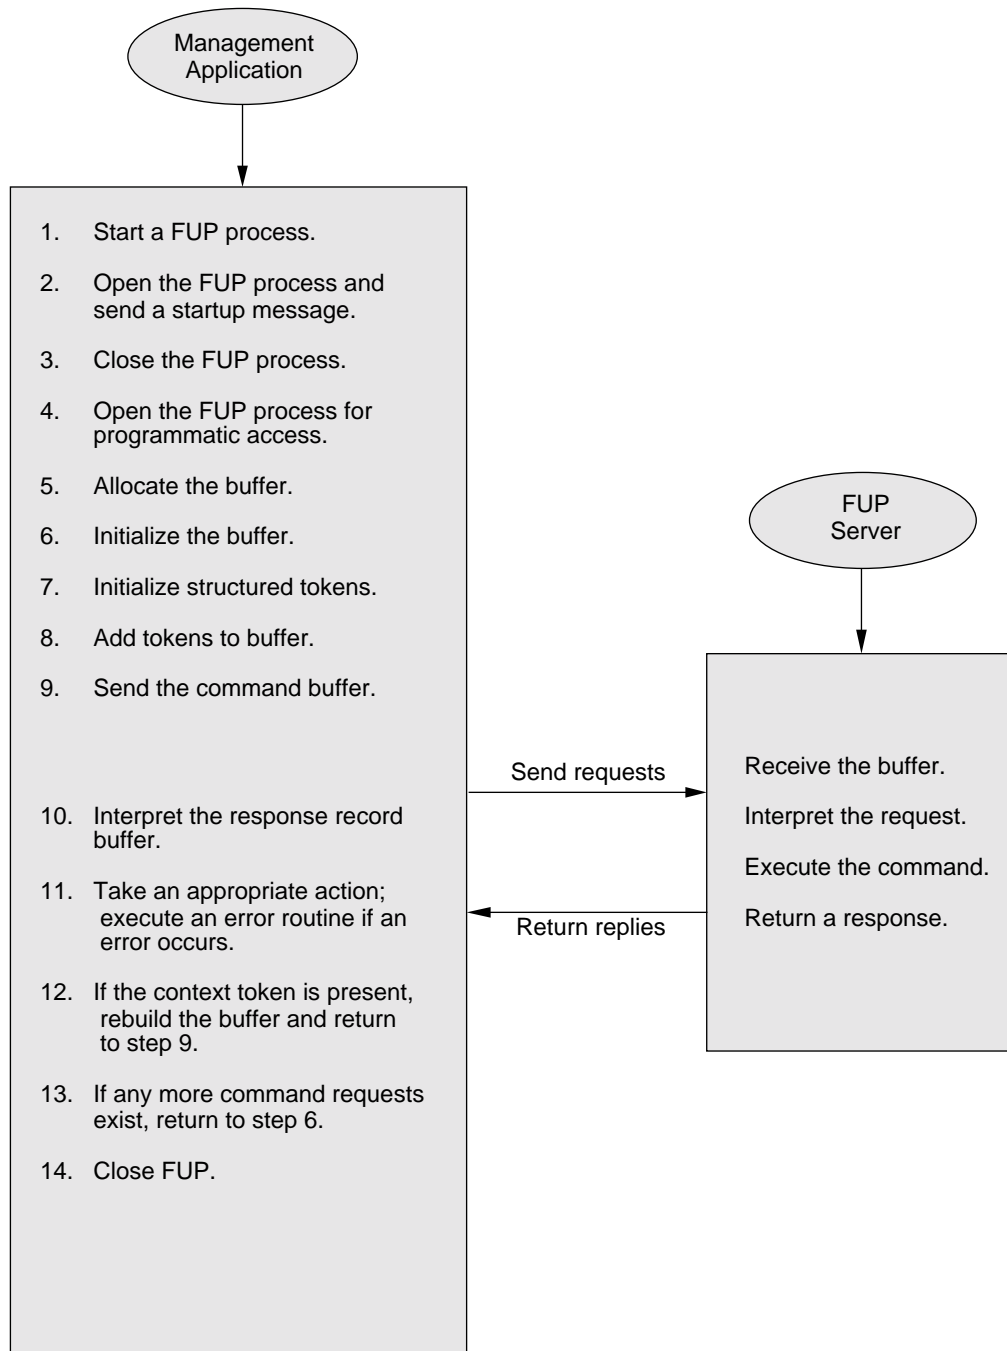 Management
Application
1. Start a FUP process.
2. Open the FUP process and
send a startup message.
3. Close the FUP process.
4. Open the FUP process for
programmatic access.
5. Allocate the buffer.
6. Initialize the buffer.
7. Initialize structured tokens.
8. Add tokens to buffer.
9. Send the command buffer.
10. Interpret the response record
buffer.
11. Take an appropriate action;
execute an error routine if an
error occurs.
12. If the context token is present,
rebuild the buffer and return
to step 9.
13. If any more command requests
exist, return to step 6.
14. Close FUP.
Send requests
Return replies
FUP
Server
Receive the buffer.
Interpret the request.
Execute the command.
Return a response.